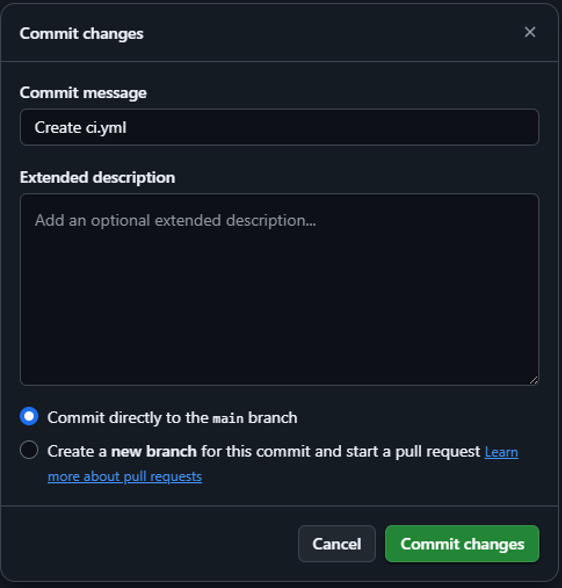 Commit changes
Commit message
Create ci.yml
Extended description
Add an optional extended description...
Commit directly to the main branch
Create a new branch for this commit and start a pull request Learn
more about pull requests
Cancel
Commit changes